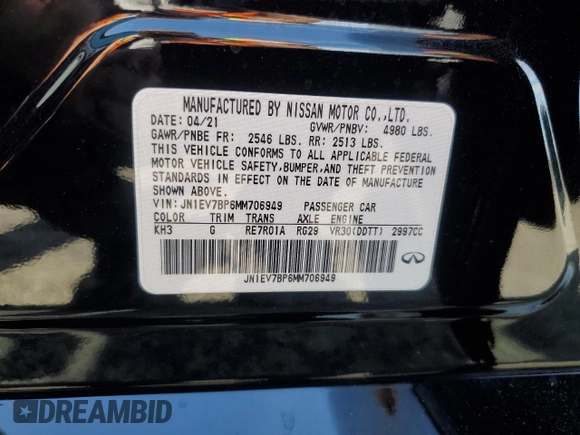 MANUFACTURED BY NISSAN MOTOR CO.,LTD.
DATE: 04/21 GVWR/PNBV: 4980 LBS.
GAWR/PNBE FR: 2546 LBS. RR: 2513 LBS.
THIS VEHICLE CONFORMS TO ALL APPLICABLE FEDERAL
MOTOR VEHICLE SAFETY,BUMPER,AND THEFT PREVENTION
STANDARDS IN EFFECT ON THE DATE OF MANUFACTURE
SHOWN ABOVE.
VIN: JN1EV7BP6MM706949 PASSENGER CAR
COLOR TRIM TRANS AXLE ENGINE
KH3 G RE7R01A RG29 VR30(DDTT) 2997CC
JN1EV7BP6MM706949
DREAMBID